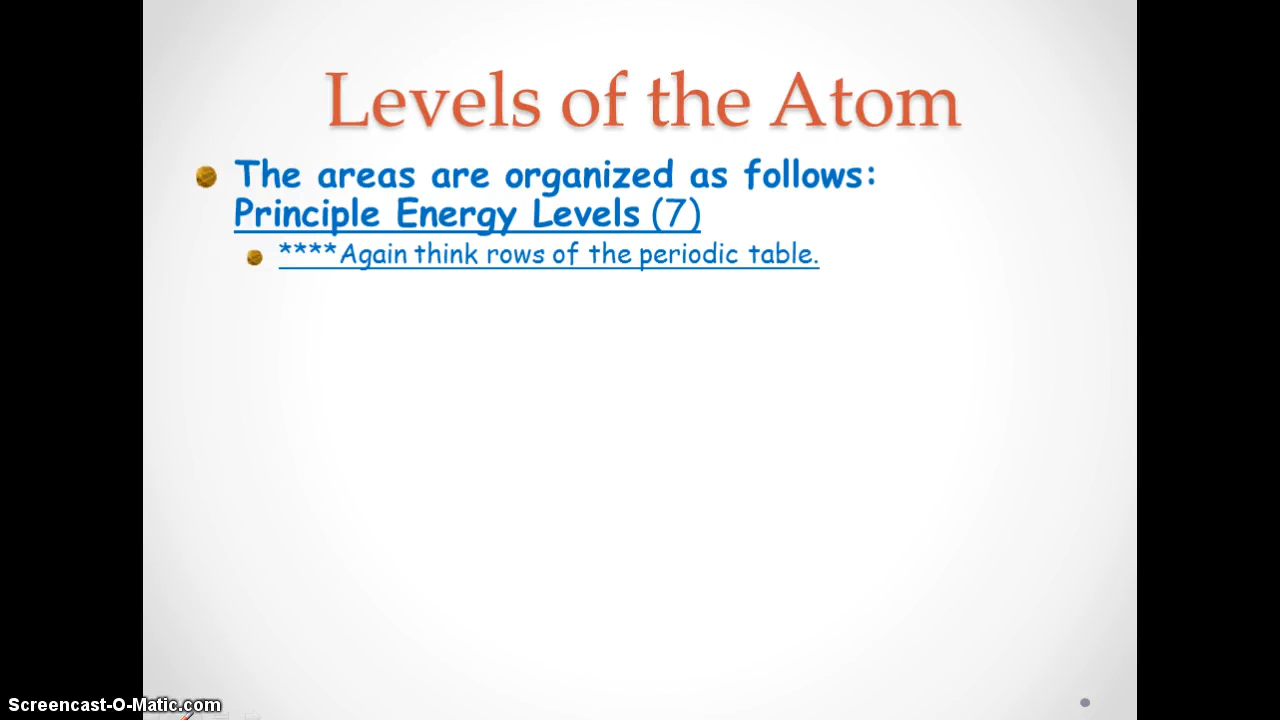 Levels of the Atom
The areas are organized as follows:
Principle Energy Levels (7)
****Again think rows of the periodic table.
Screencast-O-Matic.com